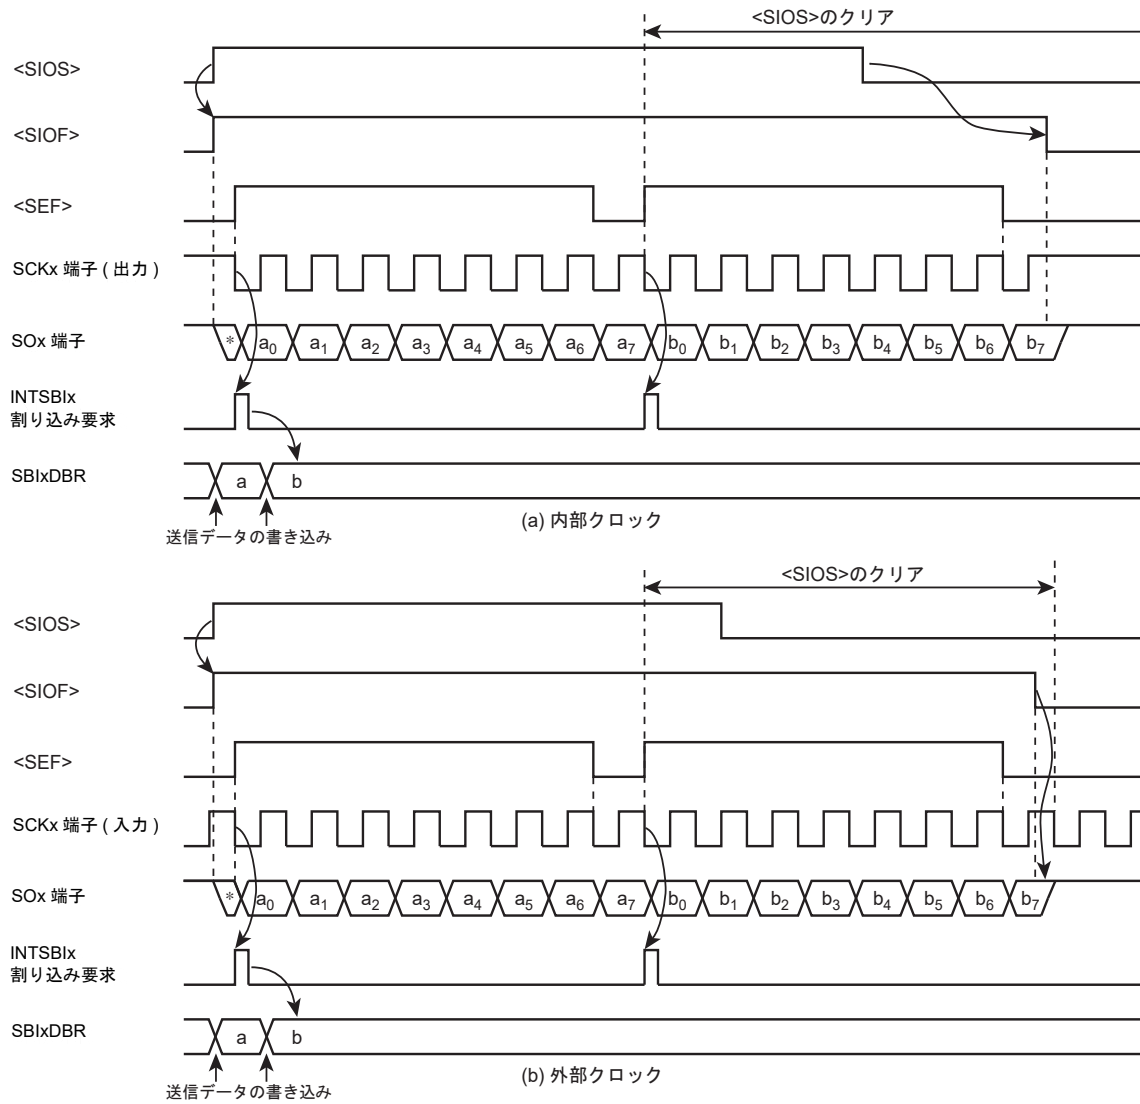 <SIOS>のクリア
<SIOS>
<SIOF>
<SEF>
SCKx 端子 ( 出力 )
SOx 端子
* a0 a1 a2 a3 a4 a5 a6 a7 b0 b1 b2 b3 b4 b5 b6 b7
INTSBIx
割り込み要求
SBIxDBR
a b
送信データの書き込み
(a) 内部クロック
<SIOS>のクリア
<SIOS>
<SIOF>
<SEF>
SCKx 端子 ( 入力 )
SOx 端子
* a0 a1 a2 a3 a4 a5 a6 a7 b0 b1 b2 b3 b4 b5 b6 b7
INTSBIx
割り込み要求
SBIxDBR
a b
送信データの書き込み
(b) 外部クロック